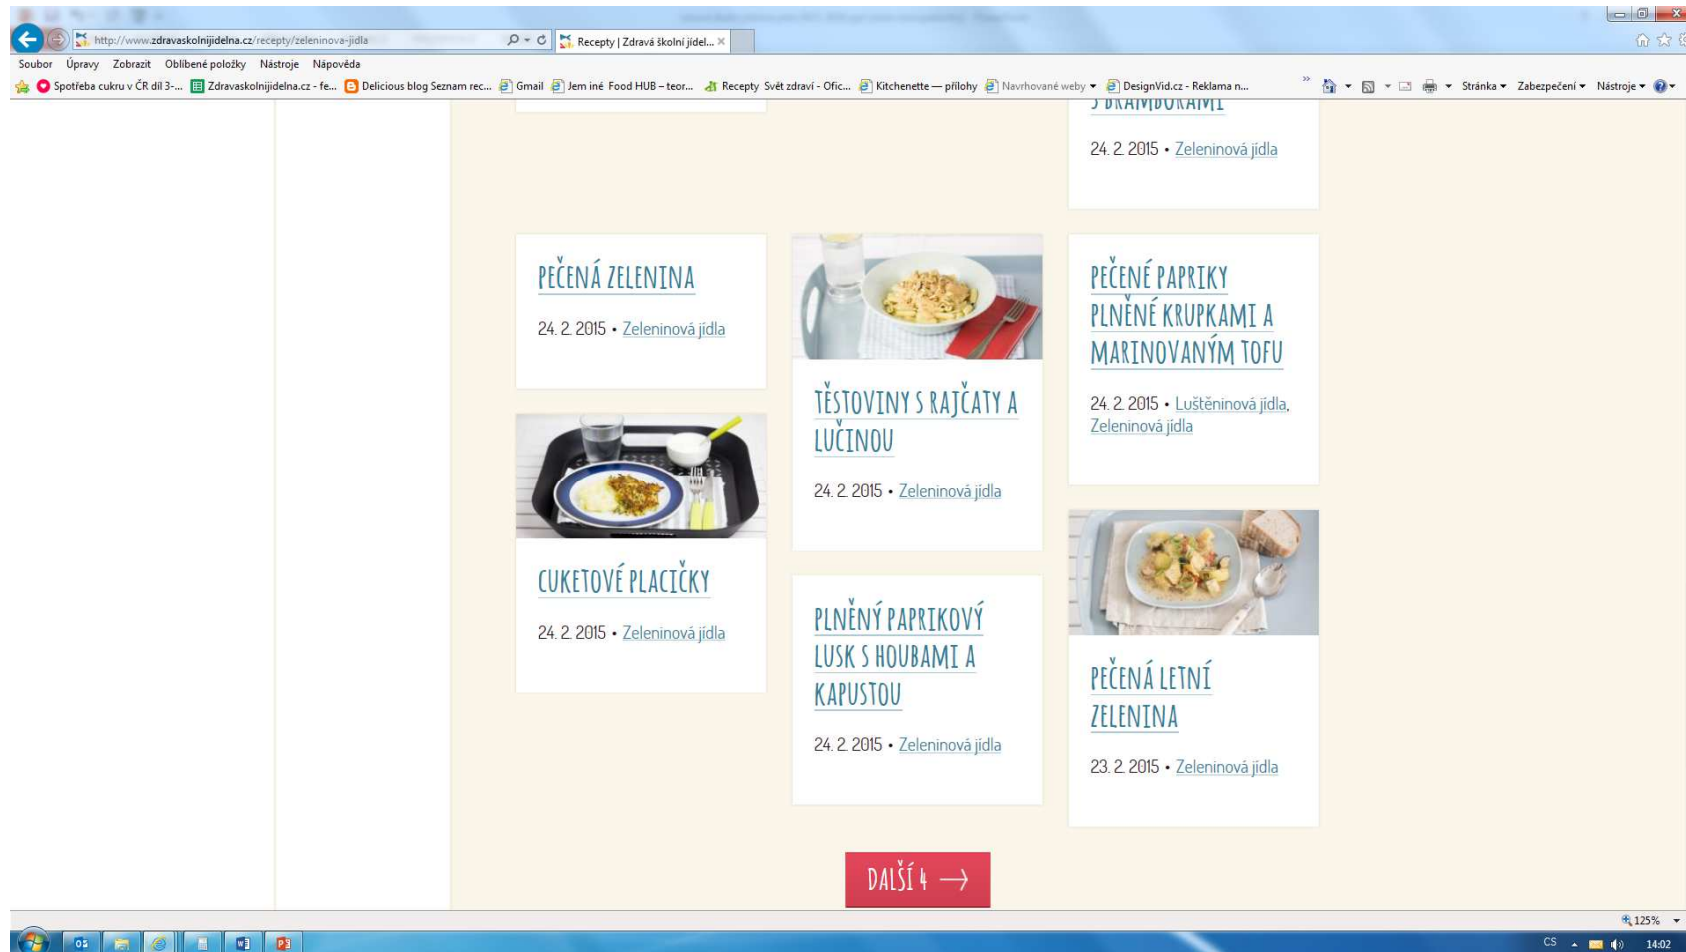 http://www.zdravaskolnijidelna.cz/recepty/zeleninova-jidla
Recepty | Zdravá školní jídel...
Soubor Úpravy Zobrazit Oblíbené položky Nástroje Nápověda
Spotřeba cukru v ČR díl 3-... Zdravaskolnijidelna.cz - fe... Delicious blog Seznam rec... Gmail Jem iné Food HUB – teor... Recepty Svět zdraví - Ofic... Kitchenette — přílohy Navrhované weby DesignVid.cz - Reklama n... » Stránka Zabezpečení Nástroje
S BRAMBORAMI
24. 2. 2015 • Zeleninová jídla
PEČENÁ ZELENINA
24. 2. 2015 • Zeleninová jídla
CUKETOVÉ PLACIČKY
24. 2. 2015 • Zeleninová jídla
TĚSTOVINY S RAJČATY A
LUČINOU
24. 2. 2015 • Zeleninová jídla
PLNĚNÝ PAPRIKOVÝ
LUSK S HOUBAMI A
KAPUSTOU
24. 2. 2015 • Zeleninová jídla
PEČENÉ PAPRIKY
PLNĚNÉ KRUPKAMI A
MARINOVANÝM TOFU
24. 2. 2015 • Luštěninová jídla,
Zeleninová jídla
PEČENÁ LETNÍ
ZELENINA
23. 2. 2015 • Zeleninová jídla
DALŠÍ 4 →
125%
CS 14:02